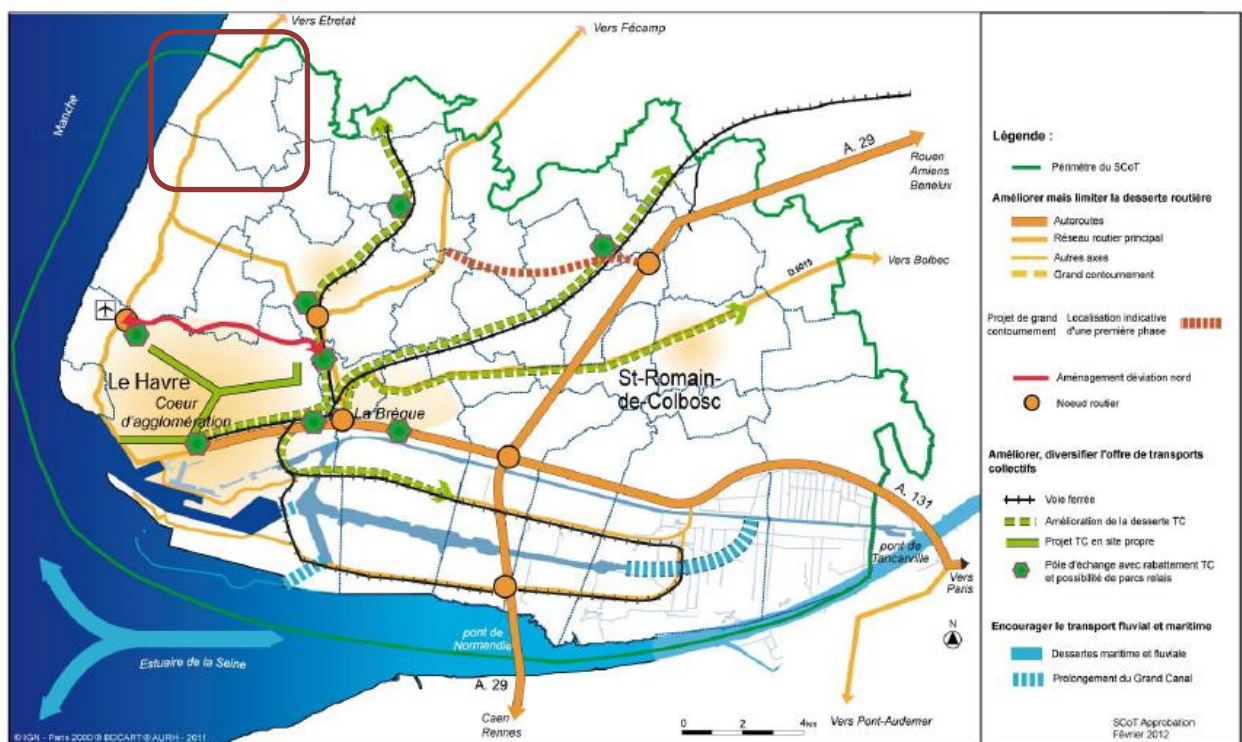 Vers Etretat
Vers Fécamp
Manche
A. 29
Rouen
Amiens
Benelux
Vers Bolbec
D.6015
Le Havre
Coeur
d'agglomération
La Brèque
St-Romain-
de-Colbosc
A. 131
pont de
Tancarville
Vers
Paris
pont de
Normandie
Estuaire de la Seine
A. 29
Caen
Rennes
Vers Pont-Audemer
N
0 2 4km
© IGN - Paris 2000 ® BDCART ® AURH - 2011
Légende :
Périmètre du SCoT
Améliorer mais limiter la desserte routière
Autoroutes
Réseau routier principal
Autres axes
Grand contournement
Projet de grand
contournement
Localisation indicative
d'une première phase
Aménagement déviation nord
Noeud routier
Améliorer, diversifier l'offre de transports
collectifs
Voie ferrée
Amélioration de la desserte TC
Projet TC en site propre
Pôle d'échange avec rabattement TC
et possibilité de parcs relais
Encourager le transport fluvial et maritime
Dessertes maritime et fluviale
Prolongement du Grand Canal
SCoT Approbation
Février 2012